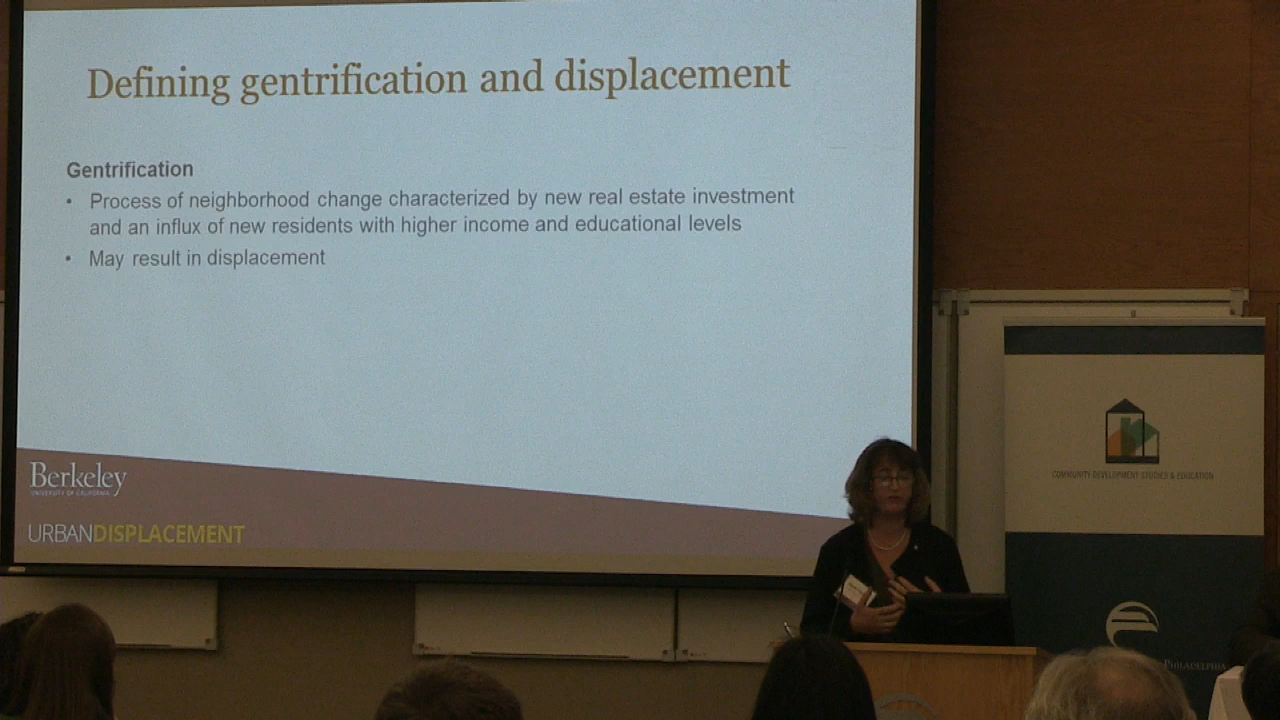 Defining gentrification and displacement
Gentrification
• Process of neighborhood change characterized by new real estate investment
and an influx of new residents with higher income and educational levels
• May result in displacement
Berkeley
UNIVERSITY OF CALIFORNIA
URBANDISPLACEMENT
COMMUNITY DEVELOPMENT STUDIES & EDUCATION
PHILADELPHIA